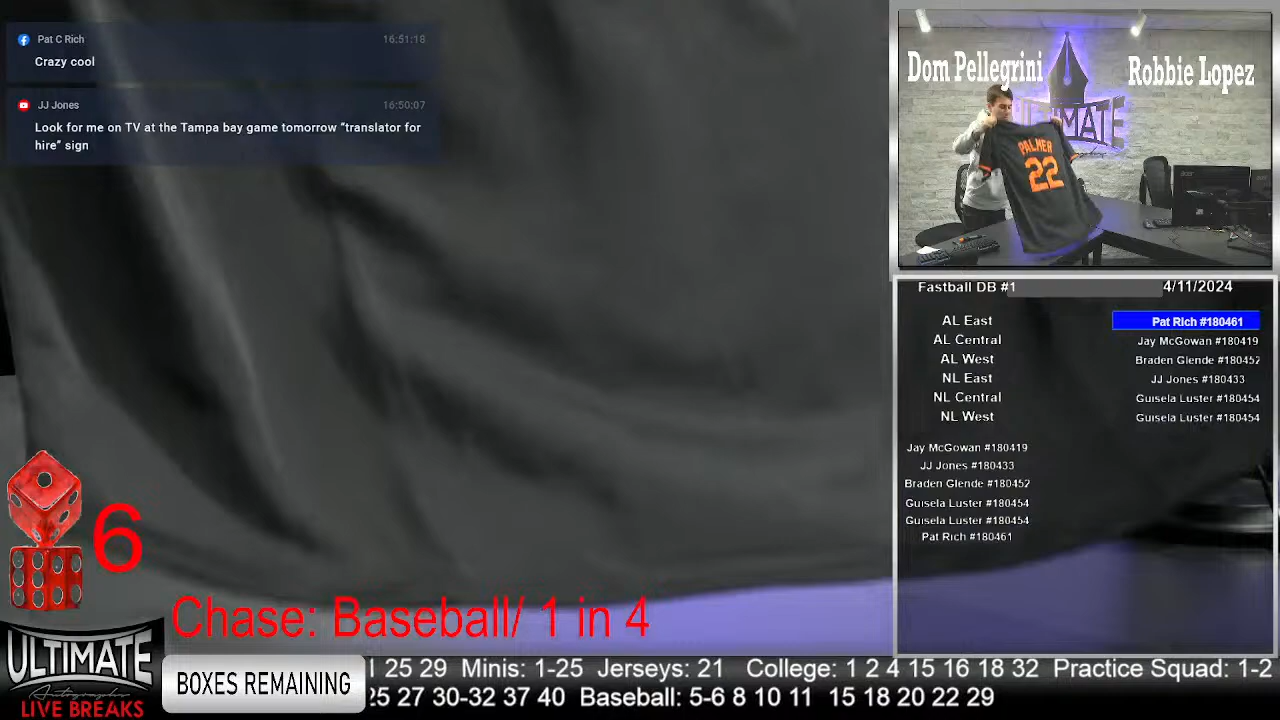 Pat C Rich 16:51:18
Crazy cool
JJ Jones 16:50:07
Look for me on TV at the Tampa bay game tomorrow “translator for
hire” sign
Dom Pellegrini
Robbie Lopez
ULTIMATE
PALMER
22
Fastball DB #1 4/11/2024
AL East Pat Rich #180461
AL Central Jay McGowan #180419
AL West Braden Glende #180452
NL East JJ Jones #180433
NL Central Guisela Luster #180454
NL West Guisela Luster #180454
Jay McGowan #180419
JJ Jones #180433
Braden Glende #180452
Guisela Luster #180454
Guisela Luster #180454
Pat Rich #180461
6
Chase: Baseball/ 1 in 4
ULTIMATE
Autographs
LIVE BREAKS
BOXES REMAINING
1 25 29 Minis: 1-25 Jerseys: 21 College: 1 2 4 15 16 18 32 Practice Squad: 1-2
25 27 30-32 37 40 Baseball: 5-6 8 10 11 15 18 20 22 29